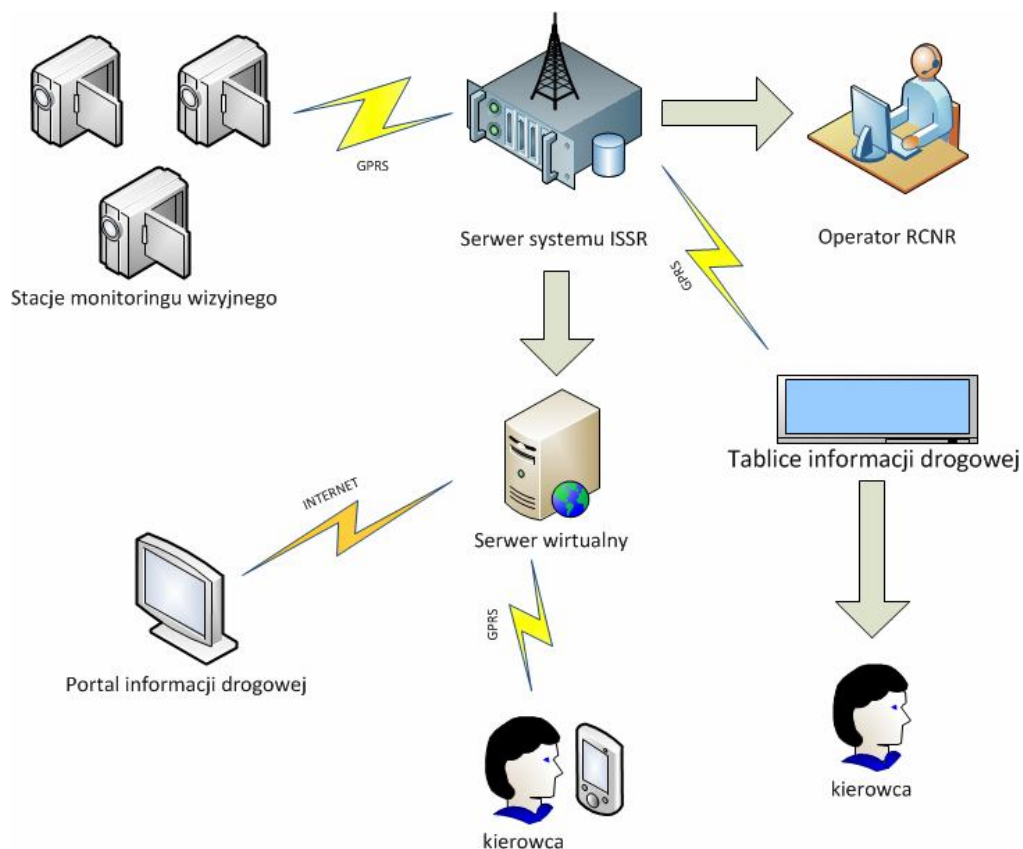 GPRS
Serwer systemu ISSR
Operator RCNR
Stacje monitoringu wizyjnego
GPRS
Tablice informacji drogowej
INTERNET
Serwer wirtualny
GPRS
Portal informacji drogowej
kierowca
kierowca